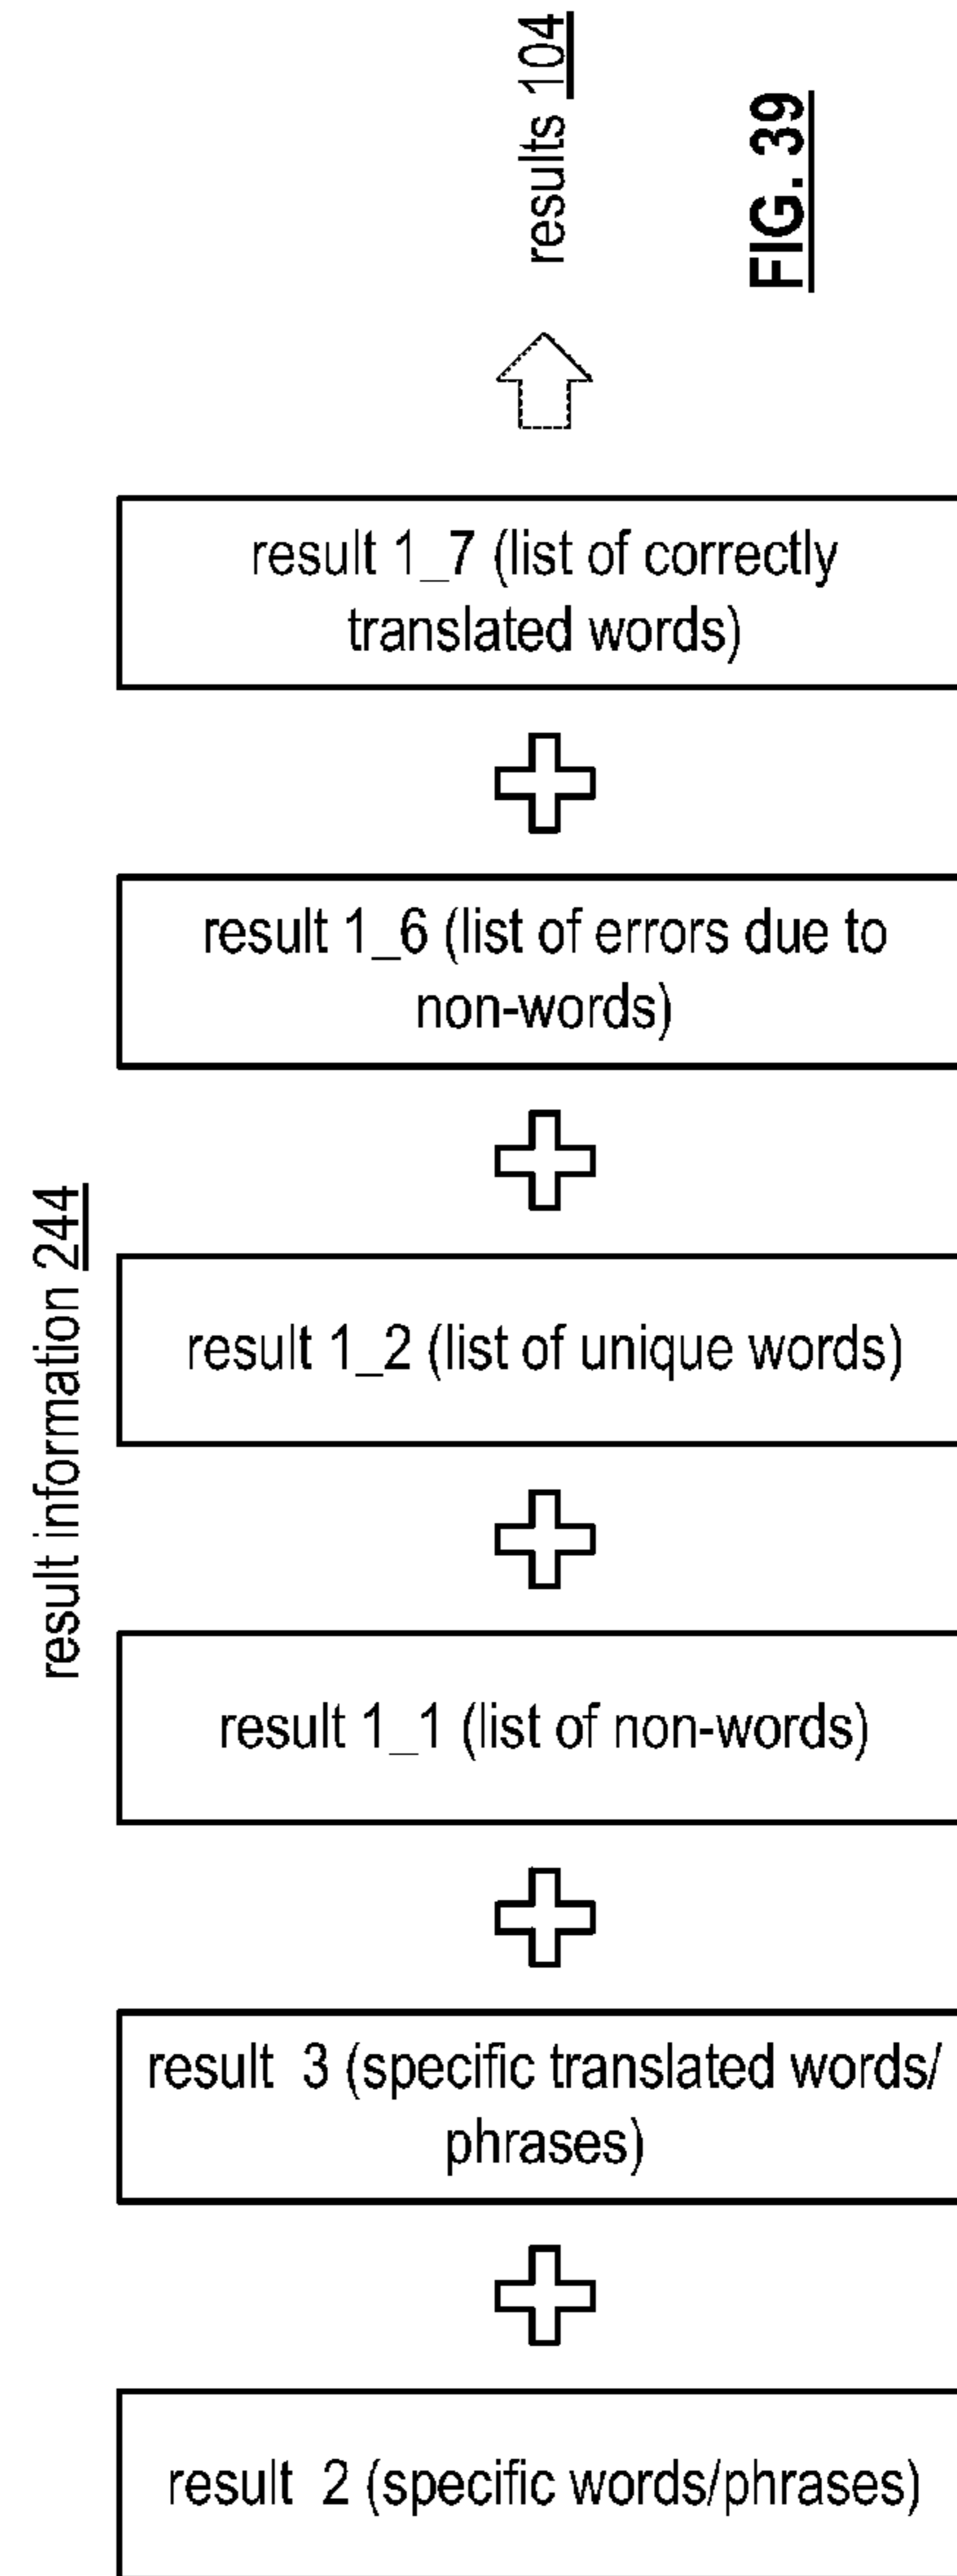 results 104
FIG. 39
result 1_7 (list of correctly
translated words)
result 1_6 (list of errors due to
non-words)
result information 244
result 1_2 (list of unique words)
result 1_1 (list of non-words)
result 3 (specific translated words/
phrases)
result 2 (specific words/phrases)